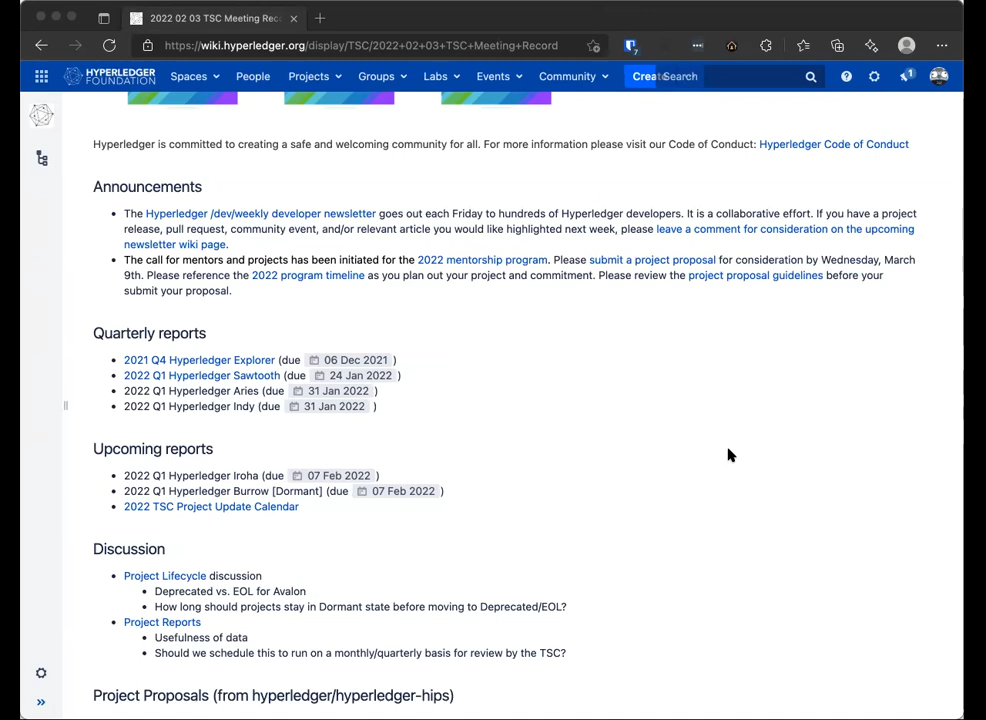 2022 02 03 TSC Meeting Rec
https://wiki.hyperledger.org/display/TSC/2022+02+03+TSC+Meeting+Record
7
HYPERLEDGER FOUNDATION Spaces People Projects Groups Labs Events Community Create Search 1
Hyperledger is committed to creating a safe and welcoming community for all. For more information please visit our Code of Conduct: Hyperledger Code of Conduct
Announcements
• The Hyperledger /dev/weekly developer newsletter goes out each Friday to hundreds of Hyperledger developers. It is a collaborative effort. If you have a project
release, pull request, community event, and/or relevant article you would like highlighted next week, please leave a comment for consideration on the upcoming
newsletter wiki page.
• The call for mentors and projects has been initiated for the 2022 mentorship program. Please submit a project proposal for consideration by Wednesday, March
9th. Please reference the 2022 program timeline as you plan out your project and commitment. Please review the project proposal guidelines before your
submit your proposal.
Quarterly reports
• 2021 Q4 Hyperledger Explorer (due 06 Dec 2021 )
• 2022 Q1 Hyperledger Sawtooth (due 24 Jan 2022 )
• 2022 Q1 Hyperledger Aries (due 31 Jan 2022 )
• 2022 Q1 Hyperledger Indy (due 31 Jan 2022 )
Upcoming reports
• 2022 Q1 Hyperledger Iroha (due 07 Feb 2022 )
• 2022 Q1 Hyperledger Burrow [Dormant] (due 07 Feb 2022 )
• 2022 TSC Project Update Calendar
Discussion
• Project Lifecycle discussion
• Deprecated vs. EOL for Avalon
• How long should projects stay in Dormant state before moving to Deprecated/EOL?
• Project Reports
• Usefulness of data
• Should we schedule this to run on a monthly/quarterly basis for review by the TSC?
Project Proposals (from hyperledger/hyperledger-hips)